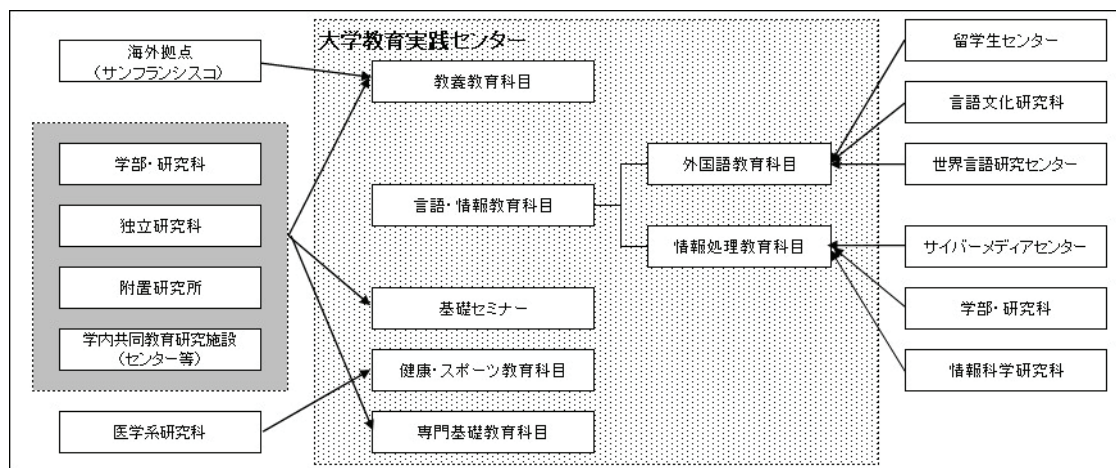 大学教育実践センター
海外拠点
(サンフランシスコ)
学部・研究科
独立研究科
附置研究所
学内共同教育研究施設
(センター等)
医学系研究科
教養教育科目
言語・情報教育科目
基礎セミナー
健康・スポーツ教育科目
専門基礎教育科目
外国語教育科目
情報処理教育科目
留学生センター
言語文化研究科
世界言語研究センター
サイバーメディアセンター
学部・研究科
情報科学研究科